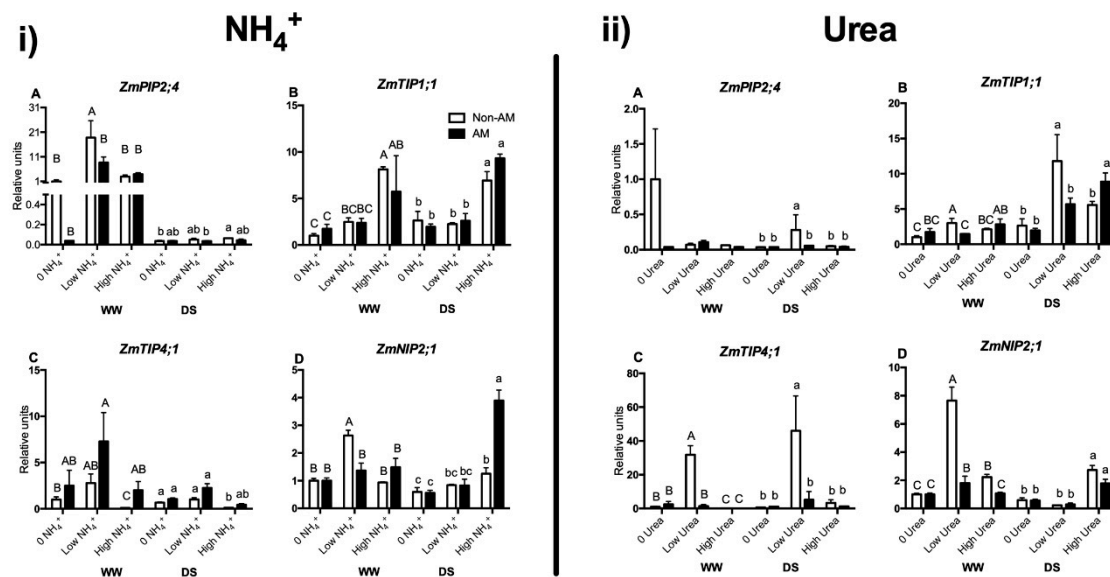 i)
NH₄⁺
A
ZmPIP2;4
Relative units
31
21
11
1
0.4
0.2
0.0
B
A
B
B B
b ab
ab b
a ab
0 NH₄⁺
Low NH₄⁺
High NH₄⁺
0 NH₄⁺
Low NH₄⁺
High NH₄⁺
WW
DS
B
ZmTIP1;1
15
10
5
0
Non-AM
AM
C C
BC BC
A AB
b b
b b
a a
0 NH₄⁺
Low NH₄⁺
High NH₄⁺
0 NH₄⁺
Low NH₄⁺
High NH₄⁺
WW
DS
C
ZmTIP4;1
Relative units
15
10
5
0
B AB
AB A
C AB
a a
a a
b ab
0 NH₄⁺
Low NH₄⁺
High NH₄⁺
0 NH₄⁺
Low NH₄⁺
High NH₄⁺
WW
DS
D
ZmNIP2;1
5
4
3
2
1
0
B B
A B
B B
c c
bc bc
b a
0 NH₄⁺
Low NH₄⁺
High NH₄⁺
0 NH₄⁺
Low NH₄⁺
High NH₄⁺
WW
DS
ii)
Urea
A
ZmPIP2;4
Relative units
2.0
1.5
1.0
0.5
0.0
b b
a b
b b
0 Urea
Low Urea
High Urea
0 Urea
Low Urea
High Urea
WW
DS
B
ZmTIP1;1
20
15
10
5
0
C BC
A C
BC AB
b b
a b
b a
0 Urea
Low Urea
High Urea
0 Urea
Low Urea
High Urea
WW
DS
C
ZmTIP4;1
Relative units
80
60
40
20
0
B B
A B
C C
b b
a b
b b
0 Urea
Low Urea
High Urea
0 Urea
Low Urea
High Urea
WW
DS
D
ZmNIP2;1
10
8
6
4
2
0
C C
A B
B C
b b
b b
a a
0 Urea
Low Urea
High Urea
0 Urea
Low Urea
High Urea
WW
DS